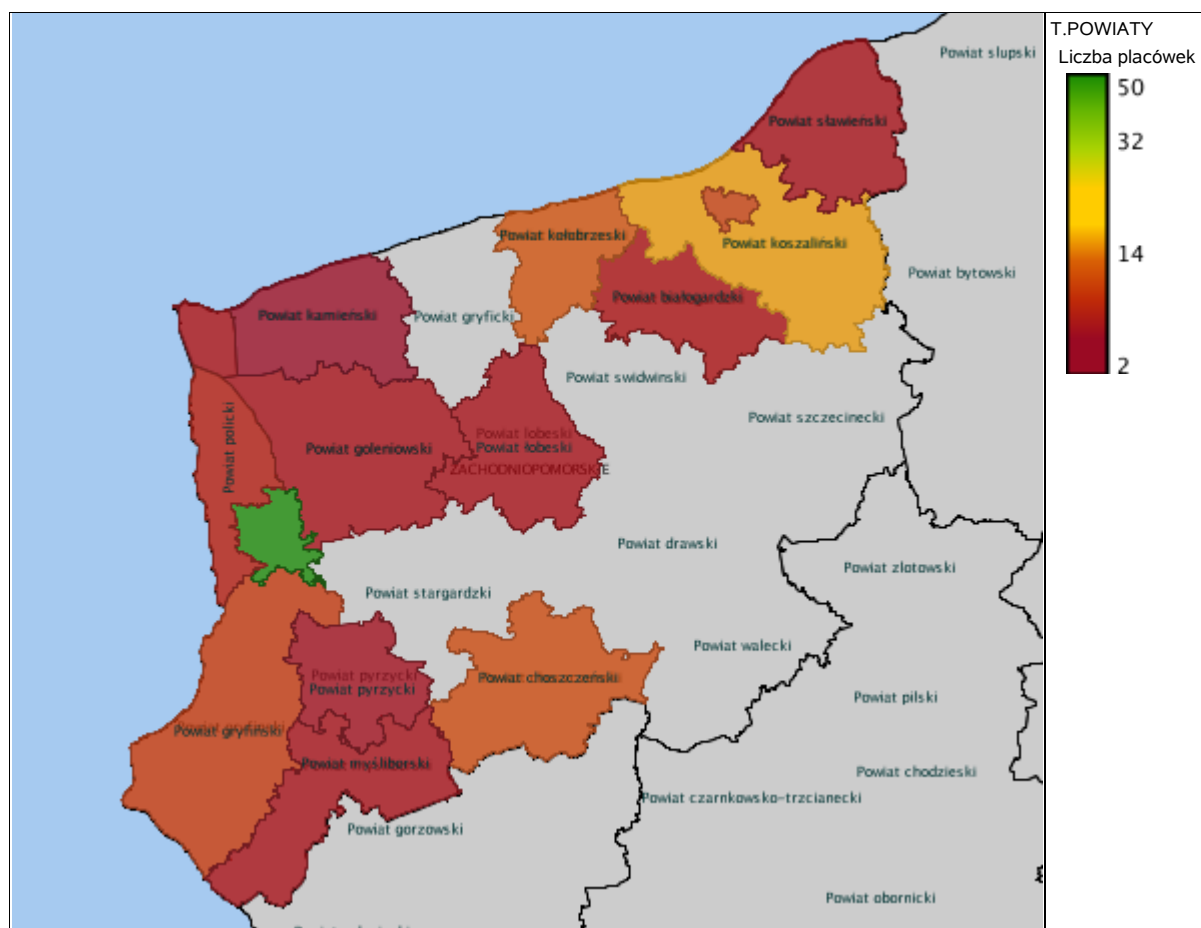 T.POWIATY
Liczba placówek
50
32
14
2
Powiat slupski
Powiat sławieński
Powiat kołobrzeski
Powiat koszaliński
Powiat bytowski
Powiat białogardzki
Powiat kamieński
Powiat gryficki
Powiat swidwinski
Powiat szczecinecki
Powiat policki
Powiat goleniowski
Powiat lobeski
Powiat łobeski
ZACHODNIOPOMORSKIE
Powiat drawski
Powiat zlotowski
Powiat stargardzki
Powiat walecki
Powiat pyrzycki
Powiat pyrzycki
Powiat choszczeński
Powiat pilski
Powiat gryfiński
Powiat myśliborski
Powiat chodzieski
Powiat czarnkowsko-trzcianecki
Powiat gorzowski
Powiat obornicki